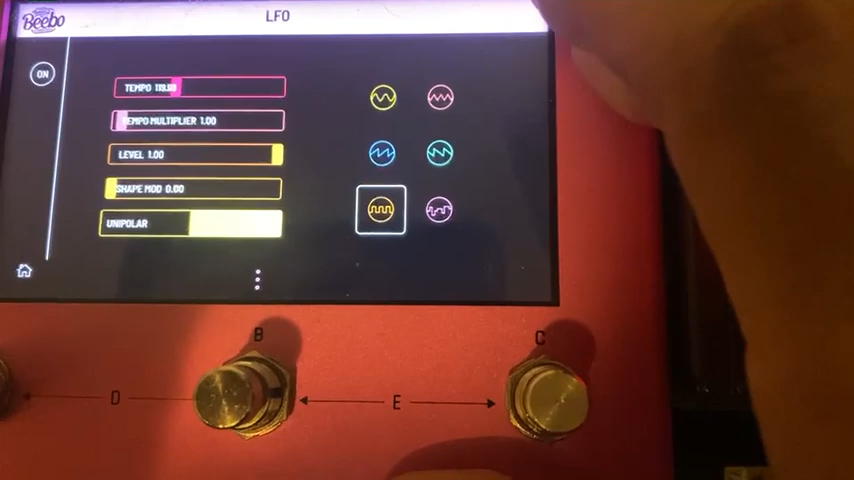 Beebo
LFO
ON
TEMPO
TEMPO MULTIPLIER 1.00
LEVEL 1.00
SHAPE MOD 0.00
UNIPOLAR
B
C
D
E